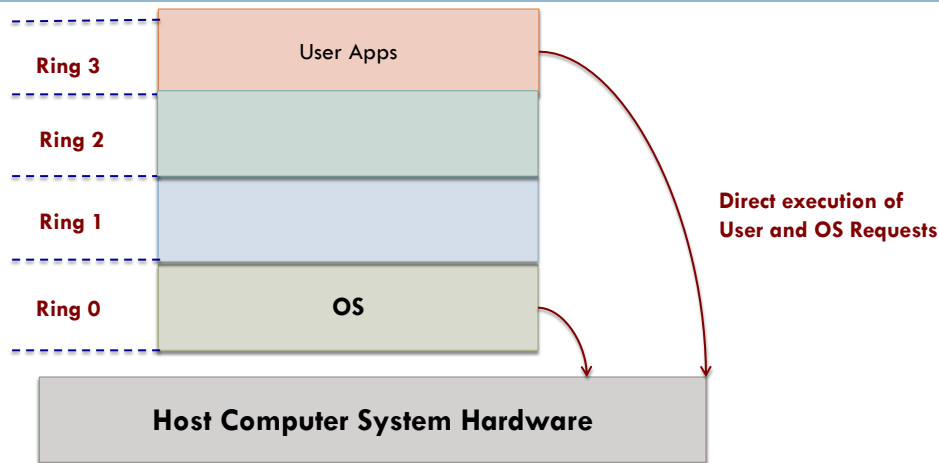 User Apps
Ring 3
Ring 2
Ring 1
Direct execution of
User and OS Requests
Ring 0
OS
Host Computer System Hardware